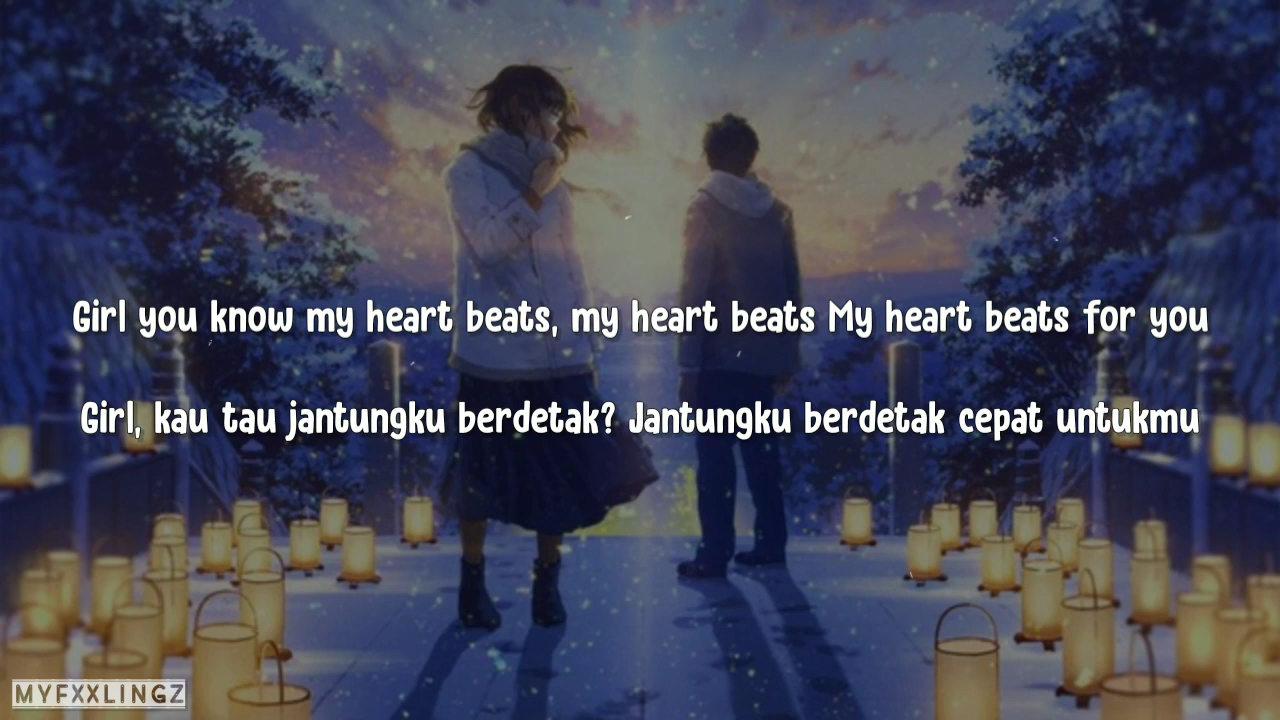 Girl you know my heart beats, my heart beats My heart beats for you
Girl, kau tau jantungku berdetak? Jantungku berdetak cepat untukmu
MYFXXLINGZ